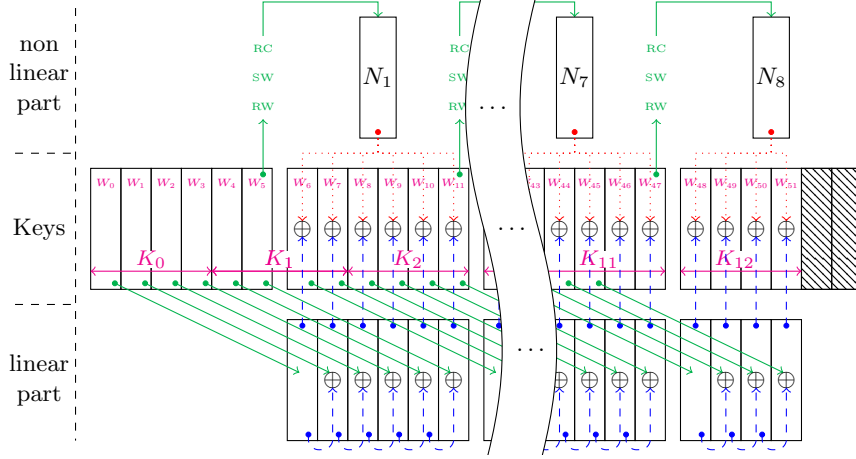 non
linear
part
RC
SW
RW
N₁
RC
SW
RW
...
N₇
RC
SW
RW
N₈
Keys
W₀ W₁ W₂ W₃ W₄ W₅ W₆ W₇ W₈ W₉ W₁₀ W₁₁ ₄₃ W₄₄ W₄₅ W₄₆ W₄₇ W₄₈ W₄₉ W₅₀ W₅₁
...
K₀ K₁ K₂ K₁₁ K₁₂
linear
part
...